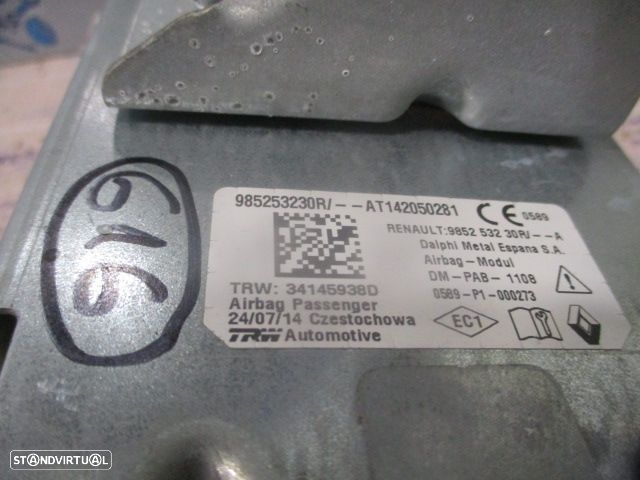 985253230R/--AT142050281
CE 0589
RENAULT:9852 532 30R/--A
Dalphi Metal Espana S.A.
Airbag-Modul
DM-PAB-1108
0589-P1-000273
TRW: 34145938D
Airbag Passenger
24/07/14 Czestochowa
TRW Automotive
EC1
STANDVIRTUAL